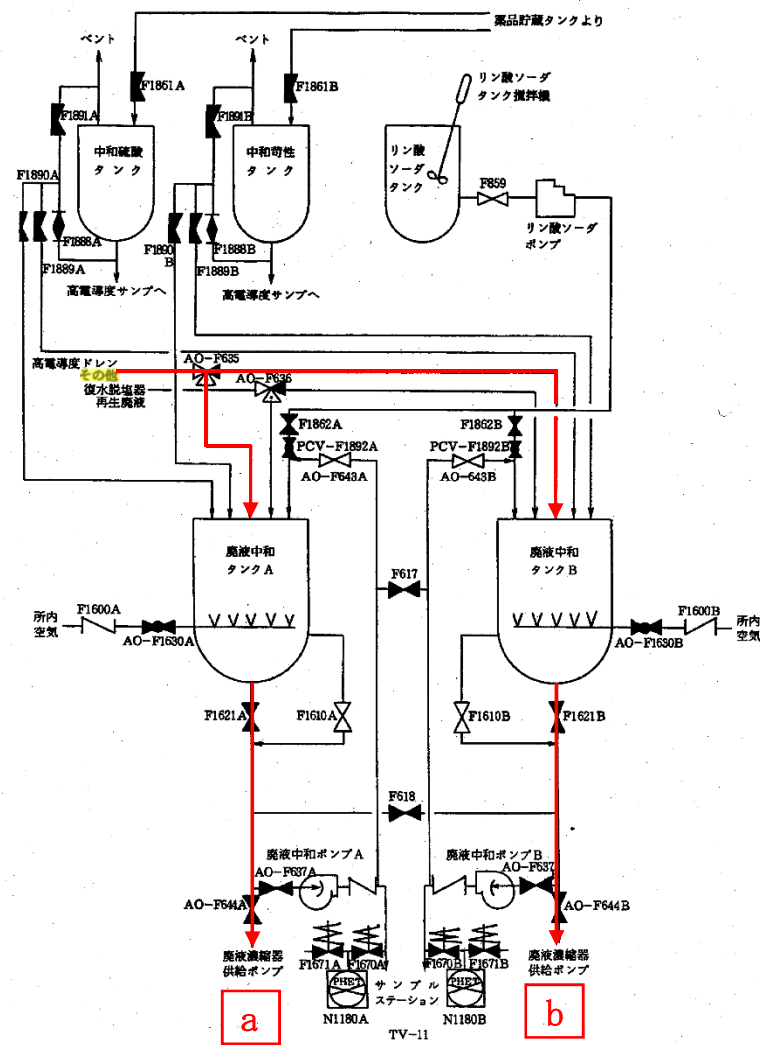 薬品貯蔵タンクより
ベント
ベント
F1861A
F1861B
リン酸ソーダ
タンク撹拌機
F1891A
F1891B
中和硫酸
タンク
中和苛性
タンク
リン酸
ソーダ
タンク
F859
リン酸ソーダ
ポンプ
F1890A
F1888A
F1889A
F1890
B
F1888B
F1889B
高電導度サンプへ
高電導度サンプへ
高電導度ドレン
その他
復水脱塩器
再生廃液
AO-F635
AO-F636
F1862A
F1862B
PCV-F1892A
PCV-F1892B
AO-F643A
AO-643B
廃液中和
タンクA
廃液中和
タンクB
F617
所内
空気
F1600A
AO-F1630A
F1600B
所内
空気
AO-F1630B
F1621A
F1610A
F1610B
F1621B
F618
廃液中和ポンプA
廃液中和ポンプB
AO-F637A
AO-F637
AO-F644A
AO-F644B
廃液濃縮器
供給ポンプ
F1671A
F1670A
F1670B
F1671B
廃液濃縮器
供給ポンプ
PHET
PHET
サンプル
ステーション
N1180A
N1180B
a
b
TV-11